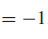 = −1